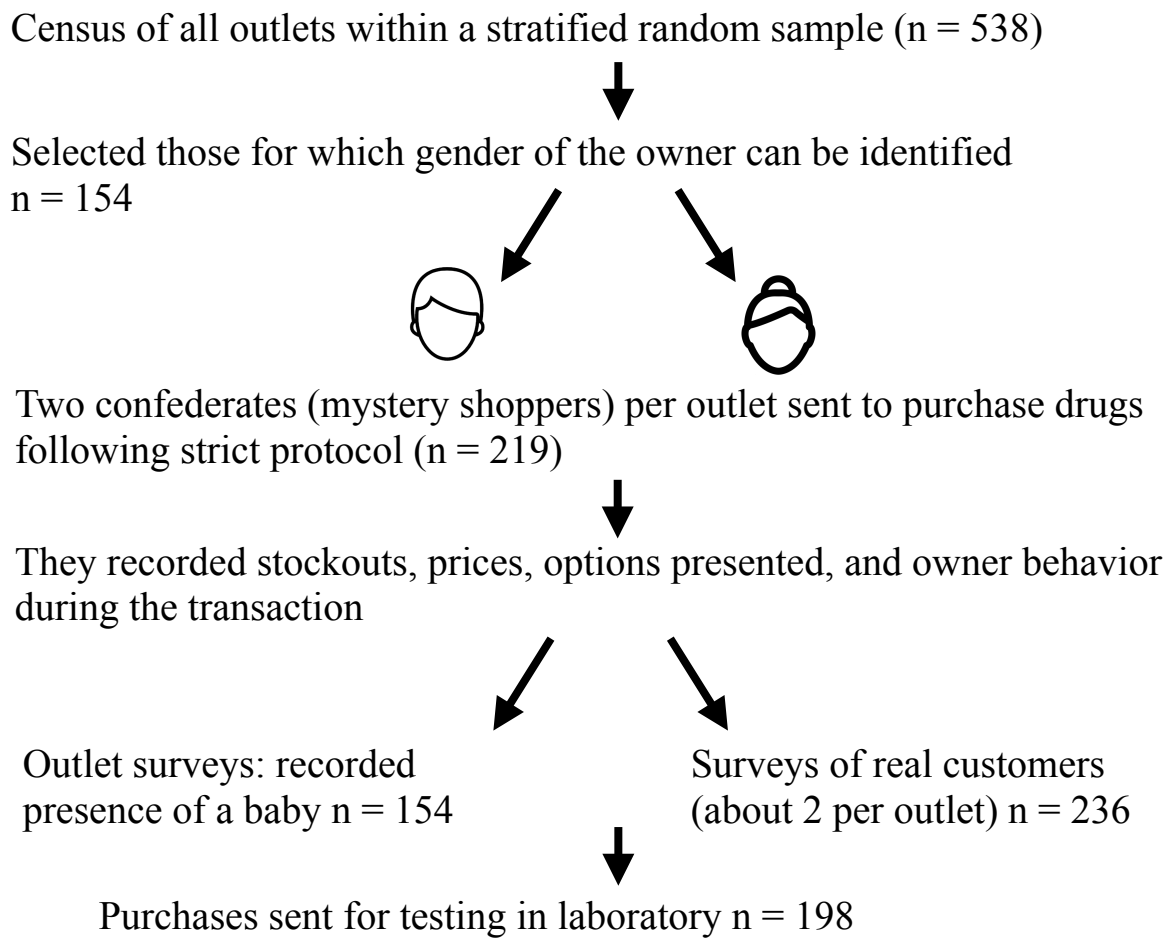 Census of all outlets within a stratified random sample (n = 538)
Selected those for which gender of the owner can be identified
n = 154
Two confederates (mystery shoppers) per outlet sent to purchase drugs
following strict protocol (n = 219)
They recorded stockouts, prices, options presented, and owner behavior
during the transaction
Outlet surveys: recorded
presence of a baby n = 154
Surveys of real customers
(about 2 per outlet) n = 236
Purchases sent for testing in laboratory n = 198